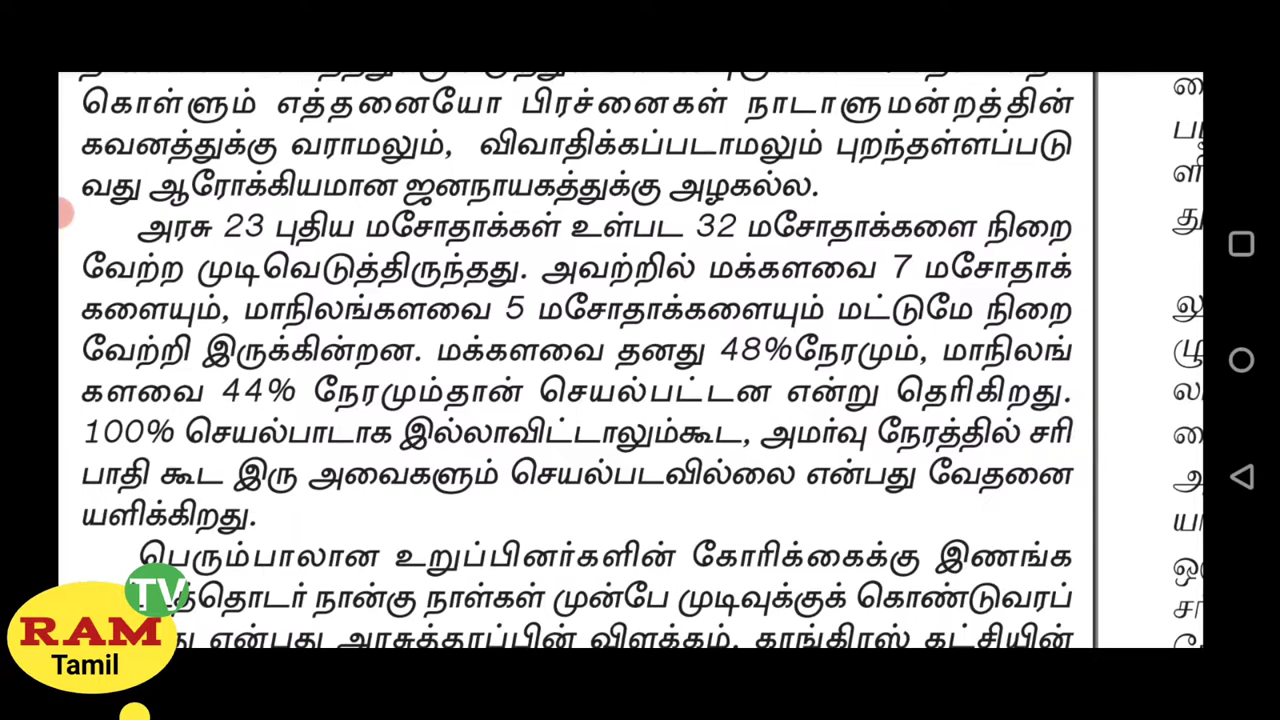 கொள்ளும் எத்தனையோ பிரச்னைகள் நாடாளுமன்றத்தின்
கவனத்துக்கு வராமலும், விவாதிக்கப்படாமலும் புறந்தள்ளப்படு
வது ஆரோக்கியமான ஜனநாயகத்துக்கு அழகல்ல.
அரசு 23 புதிய மசோதாக்கள் உள்பட 32 மசோதாக்களை நிறை
வேற்ற முடிவெடுத்திருந்தது. அவற்றில் மக்களவை 7 மசோதாக்
களையும், மாநிலங்களவை 5 மசோதாக்களையும் மட்டுமே நிறை
வேற்றி இருக்கின்றன. மக்களவை தனது 48%நேரமும், மாநிலங்
களவை 44% நேரமும்தான் செயல்பட்டன என்று தெரிகிறது.
100% செயல்பாடாக இல்லாவிட்டாலும்கூட, அமர்வு நேரத்தில் சரி
பாதி கூட இரு அவைகளும் செயல்படவில்லை என்பது வேதனை
யளிக்கிறது.
பெரும்பாலான உறுப்பினர்களின் கோரிக்கைக்கு இணங்க
நான்கு நாள்கள் முன்பே முடிவுக்குக் கொண்டுவரப்
என்பது அரசுத்தரப்பின் விளக்கம். காங்கிரஸ் கட்சியின்
TV
RAM
Tamil